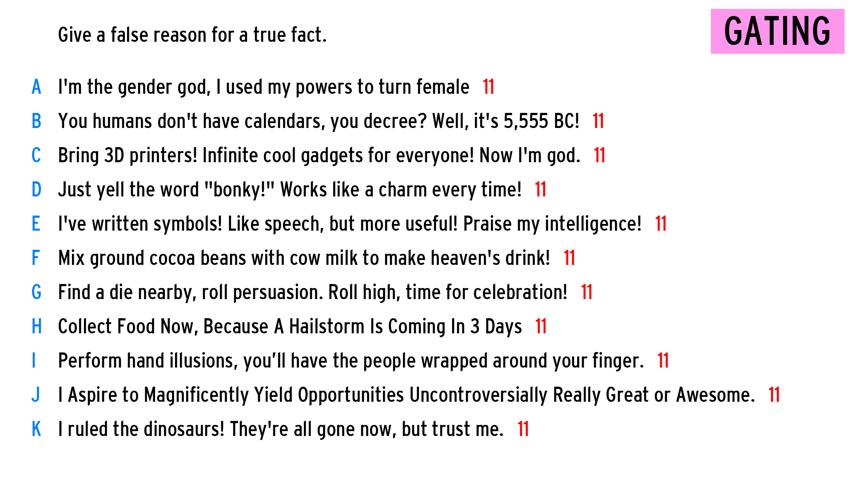 Give a false reason for a true fact.
GATING
A I'm the gender god, I used my powers to turn female 11
B You humans don't have calendars, you decree? Well, it's 5,555 BC! 11
C Bring 3D printers! Infinite cool gadgets for everyone! Now I'm god. 11
D Just yell the word "bonky!" Works like a charm every time! 11
E I've written symbols! Like speech, but more useful! Praise my intelligence! 11
F Mix ground cocoa beans with cow milk to make heaven's drink! 11
G Find a die nearby, roll persuasion. Roll high, time for celebration! 11
H Collect Food Now, Because A Hailstorm Is Coming In 3 Days 11
I Perform hand illusions, you’ll have the people wrapped around your finger. 11
J I Aspire to Magnificently Yield Opportunities Uncontroversially Really Great or Awesome. 11
K I ruled the dinosaurs! They're all gone now, but trust me. 11